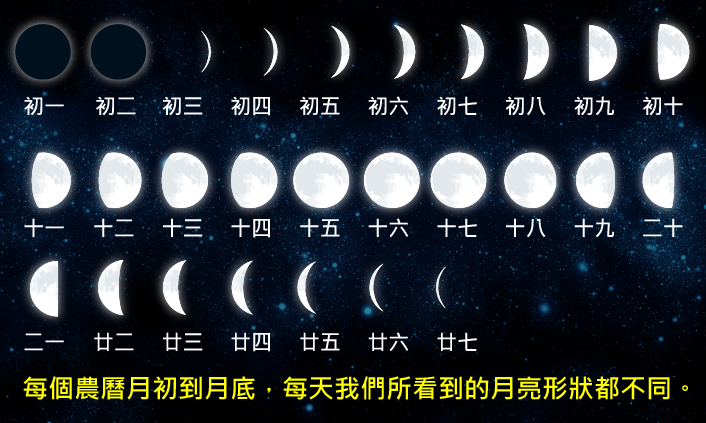 初一 初二 初三 初四 初五 初六 初七 初八 初九 初十
十一 十二 十三 十四 十五 十六 十七 十八 十九 二十
二一 廿二 廿三 廿四 廿五 廿六 廿七
每個農曆月初到月底，每天我們所看到的月亮形狀都不同。